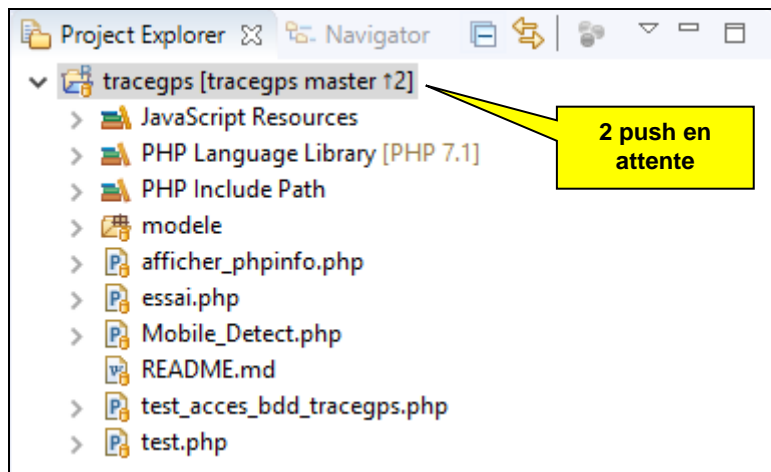 Project Explorer Navigator
tracegps [tracegps master ↑2]
JavaScript Resources
PHP Language Library [PHP 7.1]
PHP Include Path
modele
afficher_phpinfo.php
essai.php
Mobile_Detect.php
README.md
test_acces_bdd_tracegps.php
test.php
2 push en
attente